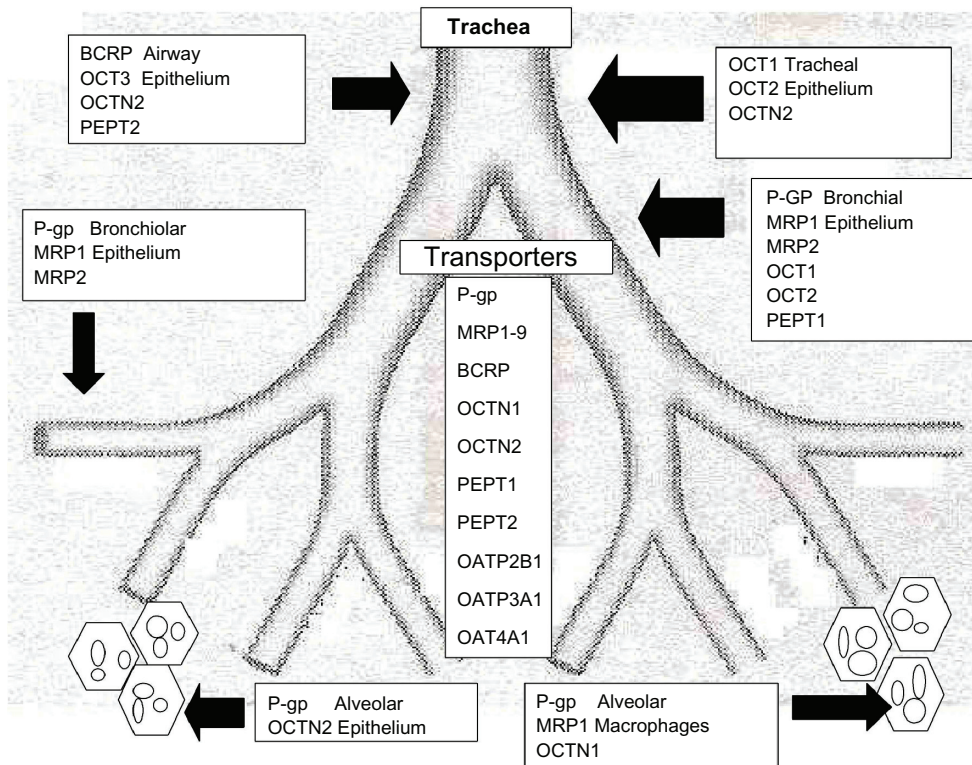 Trachea
BCRP Airway
OCT3 Epithelium
OCTN2
PEPT2
OCT1 Tracheal
OCT2 Epithelium
OCTN2
P-GP Bronchial
MRP1 Epithelium
MRP2
OCT1
OCT2
PEPT1
P-gp Bronchiolar
MRP1 Epithelium
MRP2
Transporters
P-gp
MRP1-9
BCRP
OCTN1
OCTN2
PEPT1
PEPT2
OATP2B1
OATP3A1
OAT4A1
P-gp Alveolar
OCTN2 Epithelium
P-gp Alveolar
MRP1 Macrophages
OCTN1